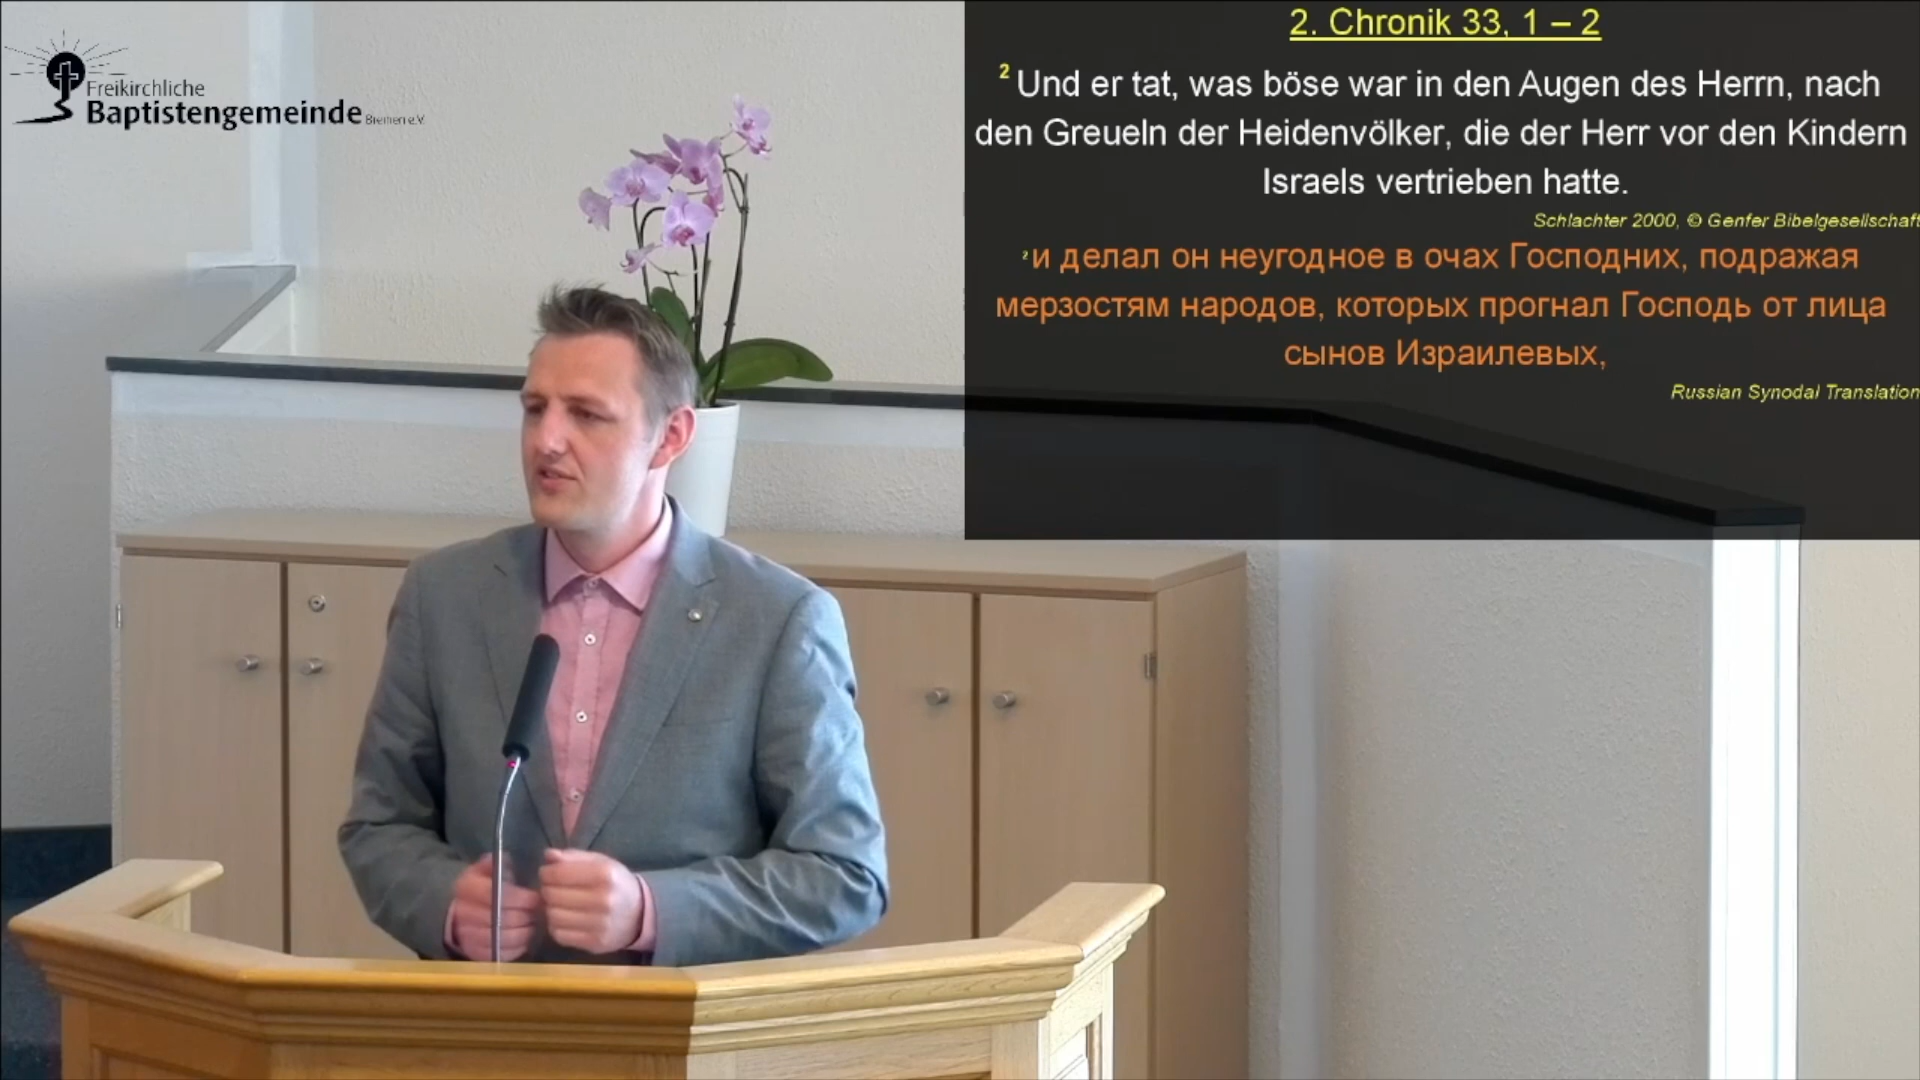 Freikirchliche
Baptistengemeinde Bremen e.V.
2. Chronik 33, 1 – 2
2 Und er tat, was böse war in den Augen des Herrn, nach
den Greueln der Heidenvölker, die der Herr vor den Kindern
Israels vertrieben hatte.
Schlachter 2000, © Genfer Bibelgesellschaft
2 и делал он неугодное в очах Господних, подражая
мерзостям народов, которых прогнал Господь от лица
сынов Израилевых,
Russian Synodal Translation